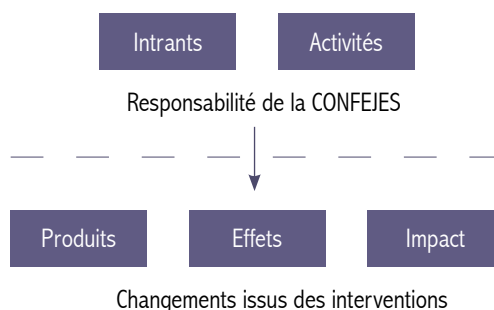 Intrants Activités
Responsabilité de la CONFEJES
Produits Effets Impact
Changements issus des interventions